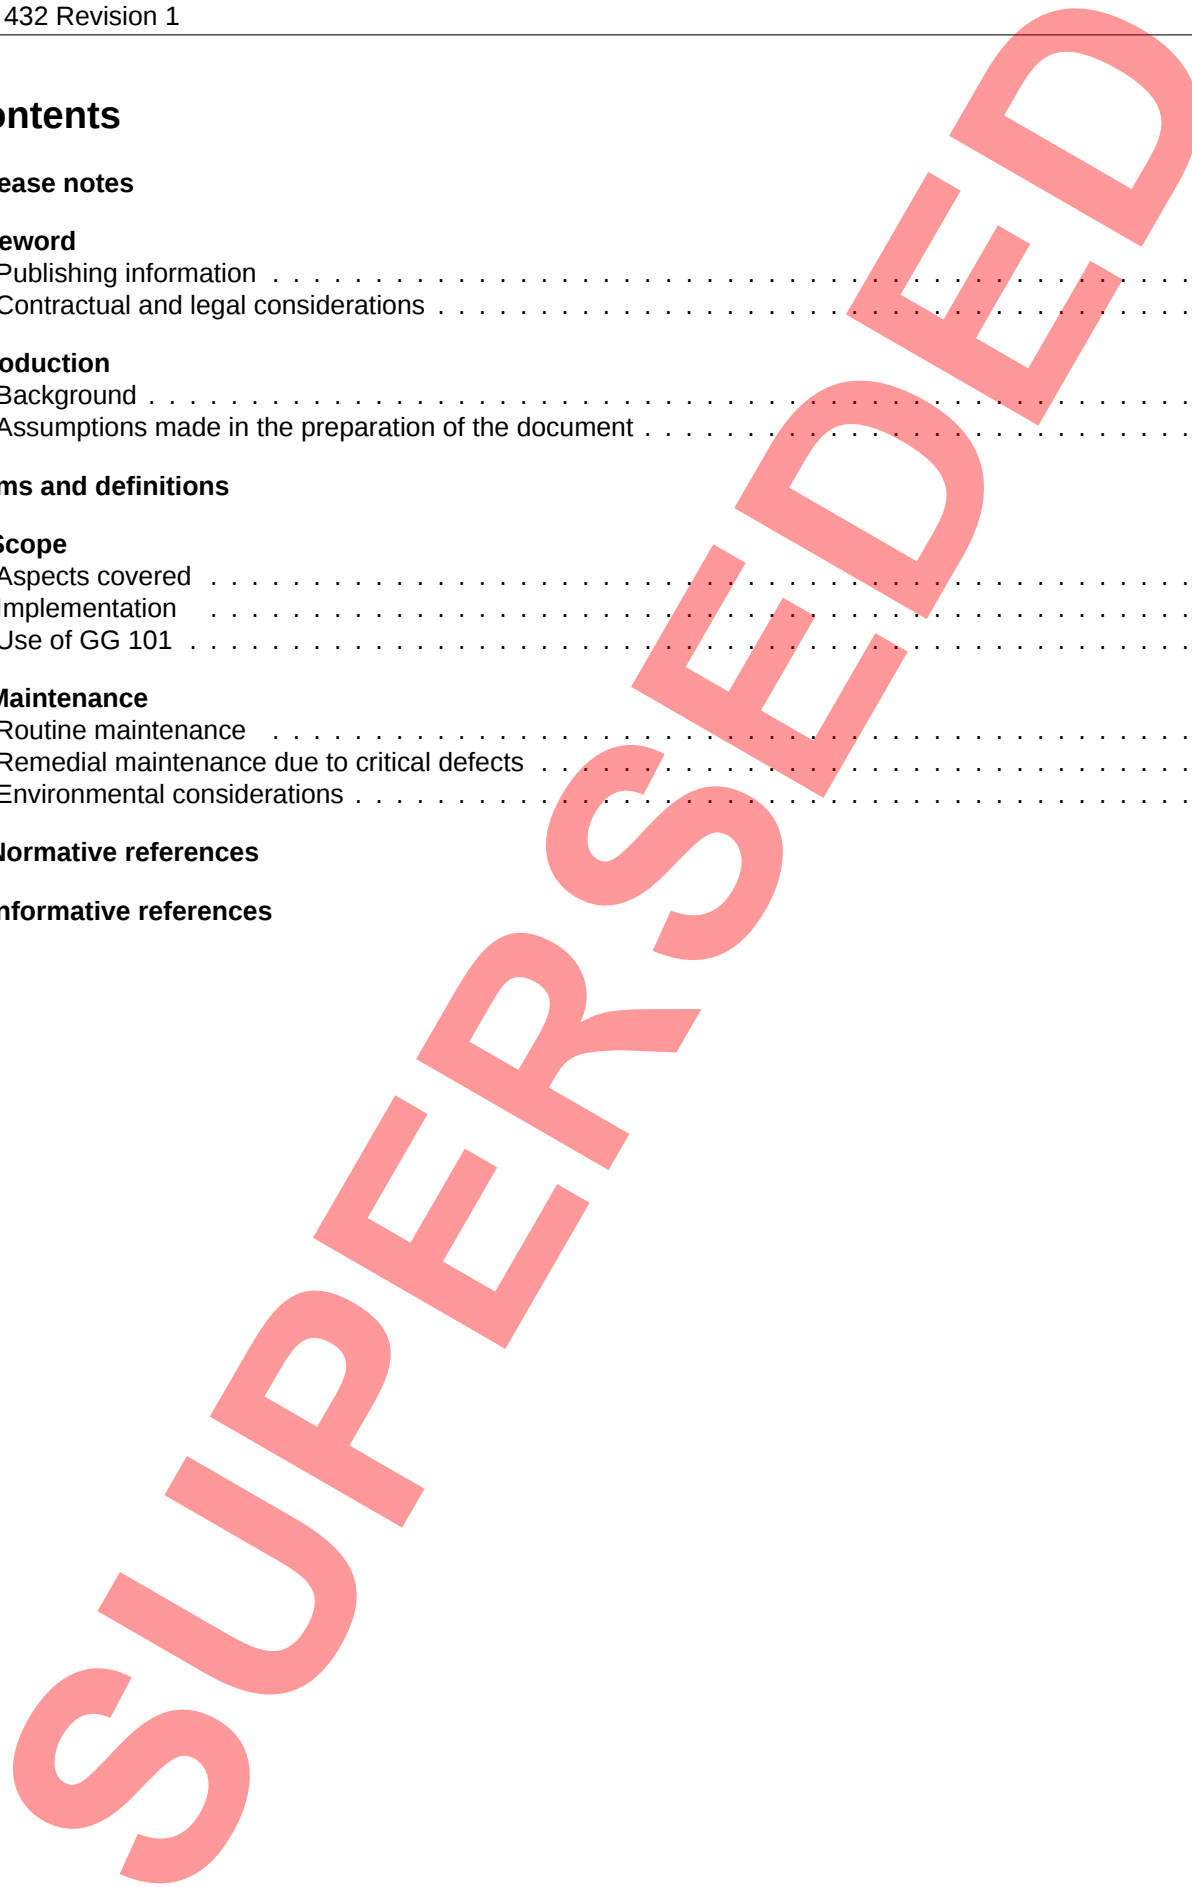 432 Revision 1
ontents
ease notes
eword
Publishing information . . . . . . . . . . . . . . . . . . . . . . . . . . . . . . . . . . . . . . . . . . . . .
Contractual and legal considerations . . . . . . . . . . . . . . . . . . . . . . . . . . . . . . . . . . . . .
oduction
Background . . . . . . . . . . . . . . . . . . . . . . . . . . . . . . . . . . . . . . . . . . . . . . . . . . .
Assumptions made in the preparation of the document . . . . . . . . . . . . . . . . . . . . . . . . . . .
ms and definitions
Scope
Aspects covered . . . . . . . . . . . . . . . . . . . . . . . . . . . . . . . . . . . . . . . . . . . . . . . .
Implementation . . . . . . . . . . . . . . . . . . . . . . . . . . . . . . . . . . . . . . . . . . . . . . . .
Use of GG 101 . . . . . . . . . . . . . . . . . . . . . . . . . . . . . . . . . . . . . . . . . . . . . . . . .
Maintenance
Routine maintenance . . . . . . . . . . . . . . . . . . . . . . . . . . . . . . . . . . . . . . . . . . . . .
Remedial maintenance due to critical defects . . . . . . . . . . . . . . . . . . . . . . . . . . . . . . . .
Environmental considerations . . . . . . . . . . . . . . . . . . . . . . . . . . . . . . . . . . . . . . . . .
Normative references
nformative references
SUPERSEDED